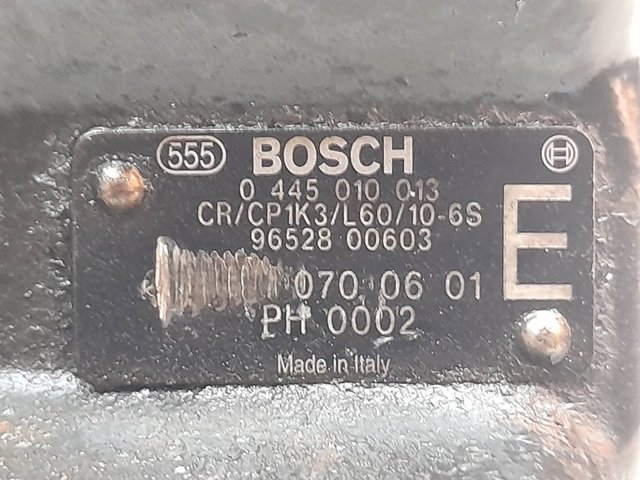 555 BOSCH
0 445 010 013
CR/CP1K3/L60/10-6S
96528 00603
070 06 01
E
PH 0002
Made in Italy